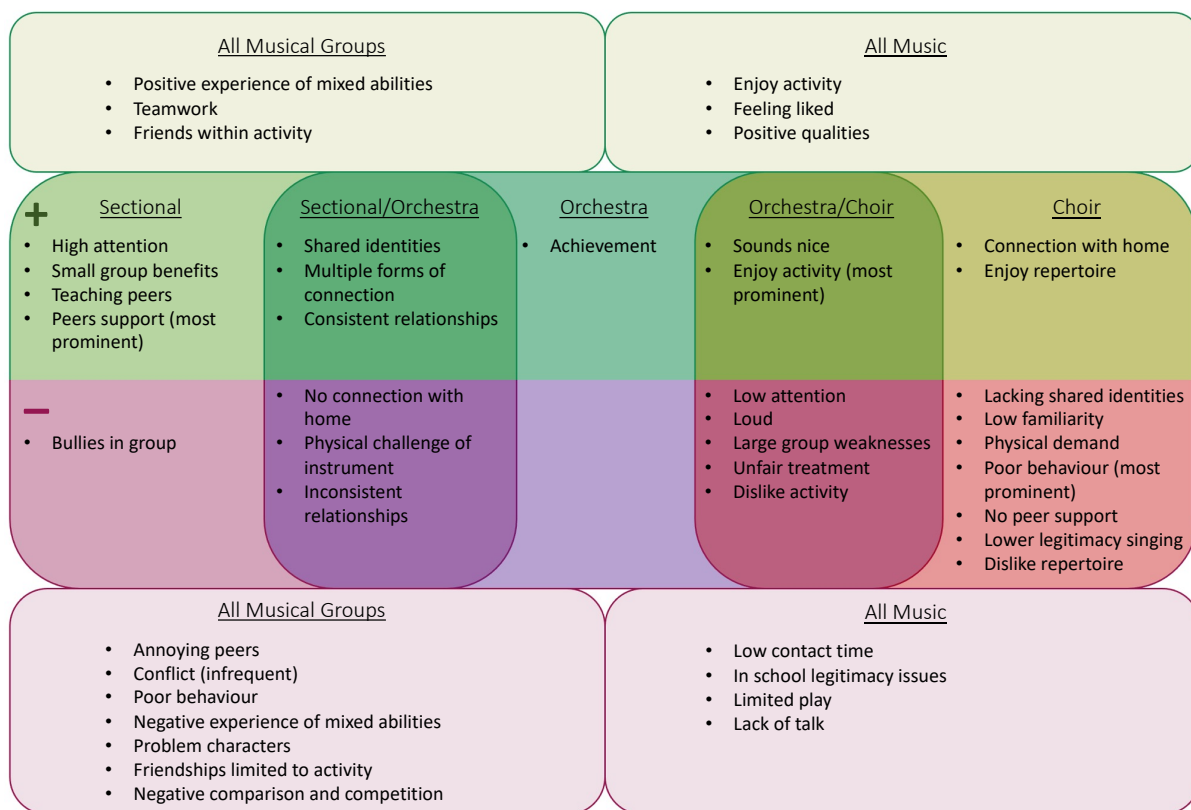 All Musical Groups
• Positive experience of mixed abilities
• Teamwork
• Friends within activity
All Music
• Enjoy activity
• Feeling liked
• Positive qualities
+
Sectional
• High attention
• Small group benefits
• Teaching peers
• Peers support (most
prominent)
Sectional/Orchestra
• Shared identities
• Multiple forms of
connection
• Consistent relationships
Orchestra
• Achievement
Orchestra/Choir
• Sounds nice
• Enjoy activity (most
prominent)
Choir
• Connection with home
• Enjoy repertoire
−
• Bullies in group
• No connection with
home
• Physical challenge of
instrument
• Inconsistent
relationships
• Low attention
• Loud
• Large group weaknesses
• Unfair treatment
• Dislike activity
• Lacking shared identities
• Low familiarity
• Physical demand
• Poor behaviour (most
prominent)
• No peer support
• Lower legitimacy singing
• Dislike repertoire
All Musical Groups
• Annoying peers
• Conflict (infrequent)
• Poor behaviour
• Negative experience of mixed abilities
• Problem characters
• Friendships limited to activity
• Negative comparison and competition
All Music
• Low contact time
• In school legitimacy issues
• Limited play
• Lack of talk